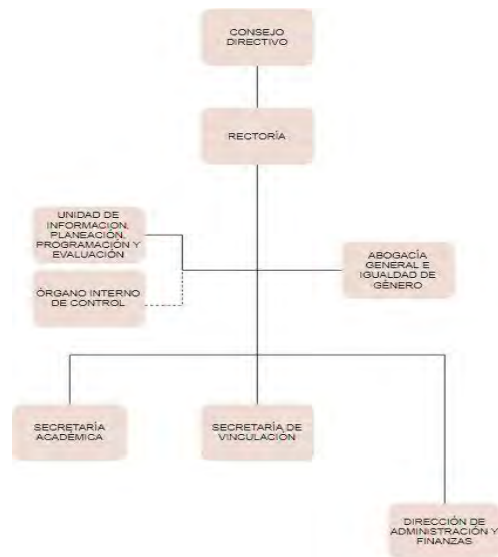 CONSEJO
DIRECTIVO
RECTORÍA
UNIDAD DE
INFORMACIÓN,
PLANEACIÓN,
PROGRAMACIÓN Y
EVALUACIÓN
ÓRGANO INTERNO
DE CONTROL
ABOGACÍA
GENERAL E
IGUALDAD DE
GÉNERO
SECRETARÍA
ACADÉMICA
SECRETARÍA DE
VINCULACIÓN
DIRECCIÓN DE
ADMINISTRACIÓN Y
FINANZAS